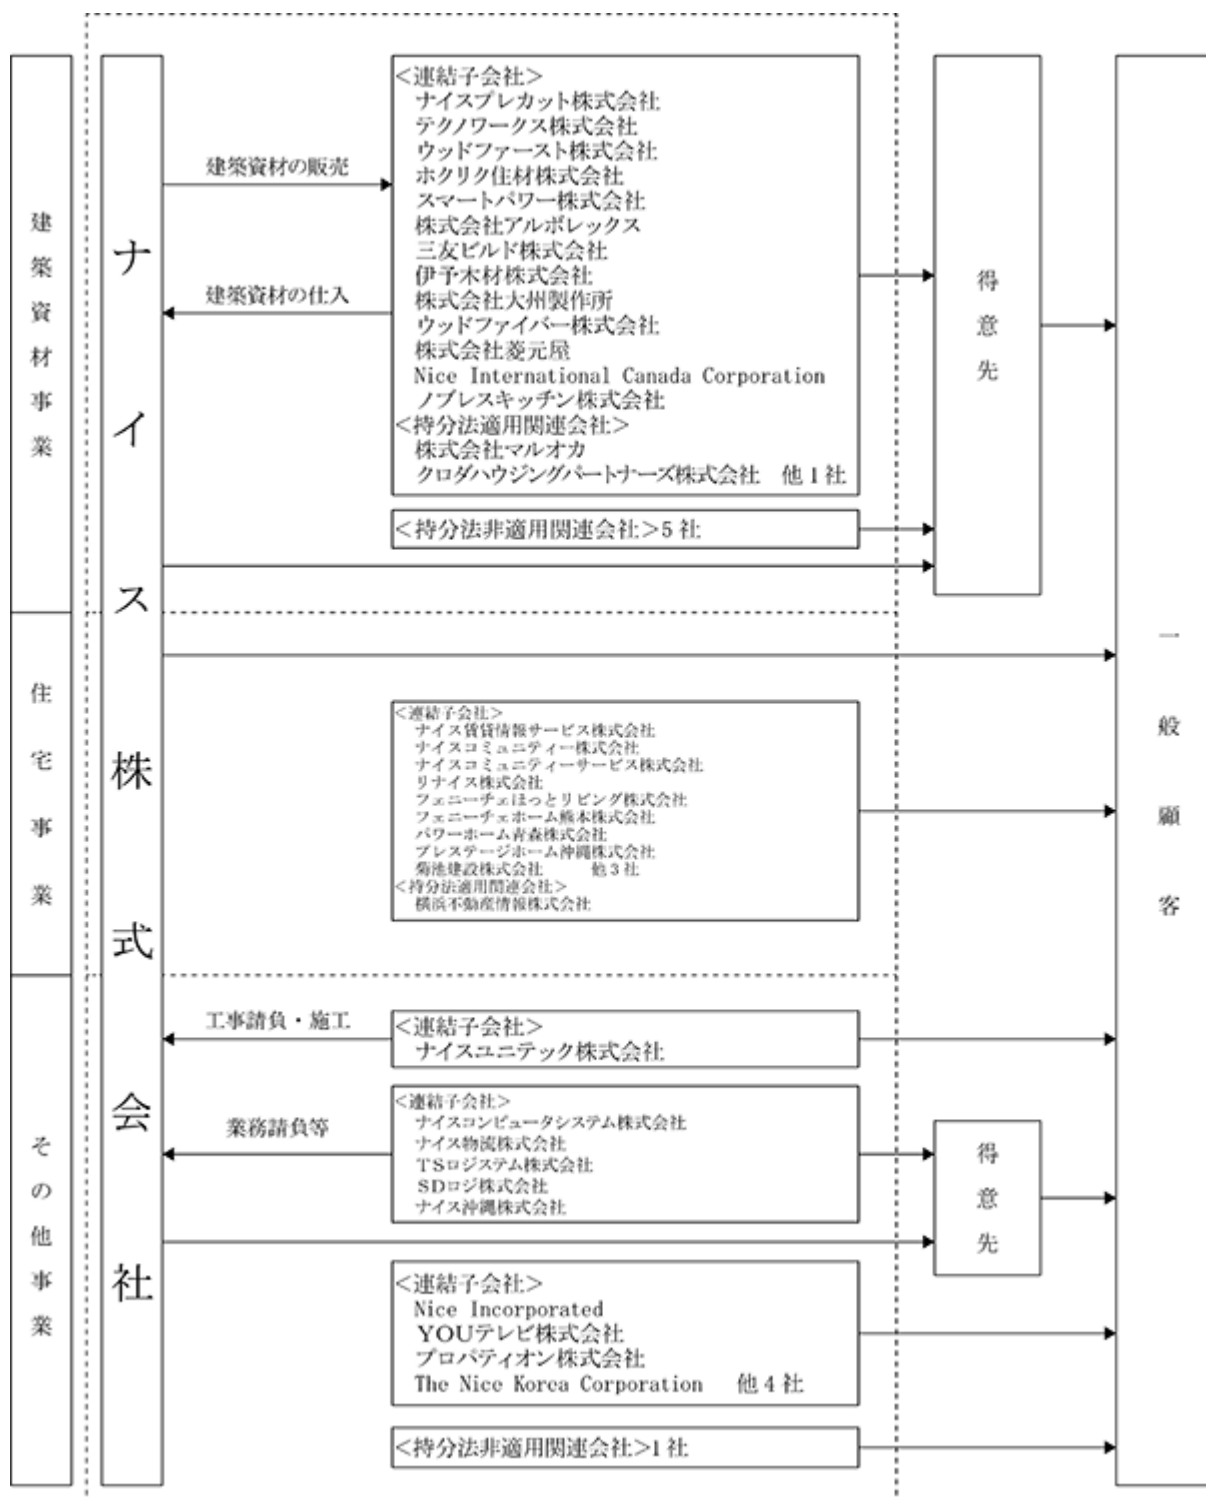 建築資材事業
住宅事業
その他事業
ナイス株式会社
建築資材の販売
建築資材の仕入
＜連結子会社＞
ナイスプレカット株式会社
テクノワークス株式会社
ウッドファースト株式会社
ホクリク住材株式会社
スマートパワー株式会社
株式会社アルボレックス
三友ビルド株式会社
伊予木材株式会社
株式会社大州製作所
ウッドファイバー株式会社
株式会社菱元屋
Nice International Canada Corporation
ノブレスキッチン株式会社
＜持分法適用関連会社＞
株式会社マルオカ
クロダハウジングパートナーズ株式会社　他１社
＜持分法非適用関連会社＞5社
得意先
＜連結子会社＞
ナイス賃貸情報サービス株式会社
ナイスコミュニティー株式会社
ナイスコミュニティーサービス株式会社
リナイス株式会社
フェニーチェほっとリビング株式会社
フェニーチェホーム熊本株式会社
パワーホーム青森株式会社
プレステージホーム沖縄株式会社
菊池建設株式会社　　　他３社
＜持分法適用関連会社＞
横浜不動産情報株式会社
工事請負・施工
＜連結子会社＞
ナイスユニテック株式会社
業務請負等
＜連結子会社＞
ナイスコンピュータシステム株式会社
ナイス物流株式会社
TSロジステム株式会社
SDロジ株式会社
ナイス沖縄株式会社
得意先
＜連結子会社＞
Nice Incorporated
YOUテレビ株式会社
プロパティオン株式会社
The Nice Korea Corporation　他４社
＜持分法非適用関連会社＞1社
一般顧客